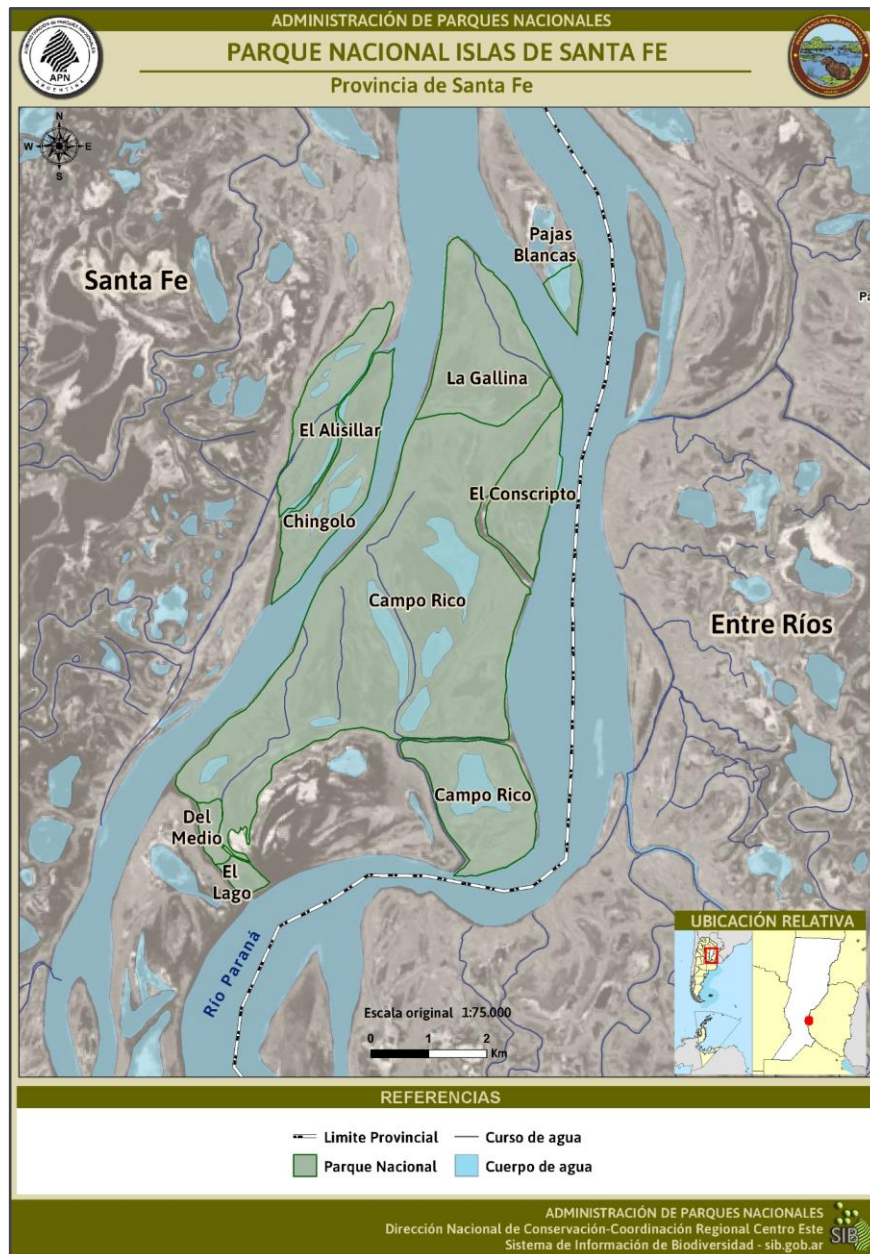 ADMINISTRACIÓN DE PARQUES NACIONALES
PARQUE NACIONAL ISLAS DE SANTA FE
Provincia de Santa Fe
APN
ARGENTINA
N
W E
S
Pajas
Blancas
Santa Fe
Pa
La Gallina
El Alisillar
El Conscripto
Chingolo
Campo Rico
Entre Ríos
Campo Rico
Del
Medio
El
Lago
Río Paraná
UBICACIÓN RELATIVA
Escala original 1:75.000
0 1 2
Km
REFERENCIAS
Limite Provincial
Curso de agua
Parque Nacional
Cuerpo de agua
ADMINISTRACIÓN DE PARQUES NACIONALES
Dirección Nacional de Conservación-Coordinación Regional Centro Este
Sistema de Información de Biodiversidad - sib.gob.ar
SIB